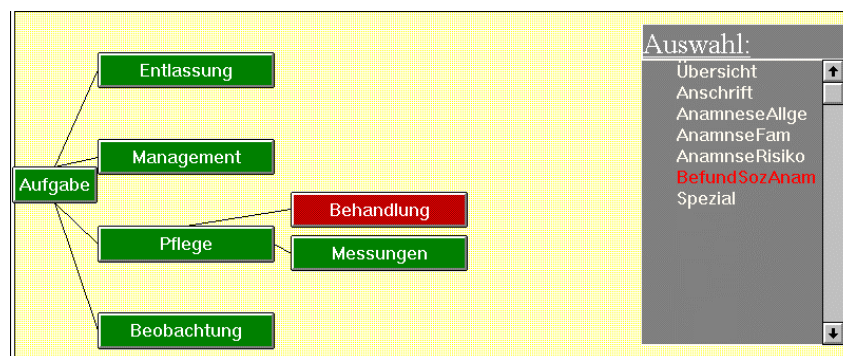 Entlassung
Management
Aufgabe
Behandlung
Pflege
Messungen
Beobachtung
Auswahl:
Übersicht
Anschrift
AnamneseAllge
AnamnseFam
AnamnseRisiko
BefundSozAnam
Spezial